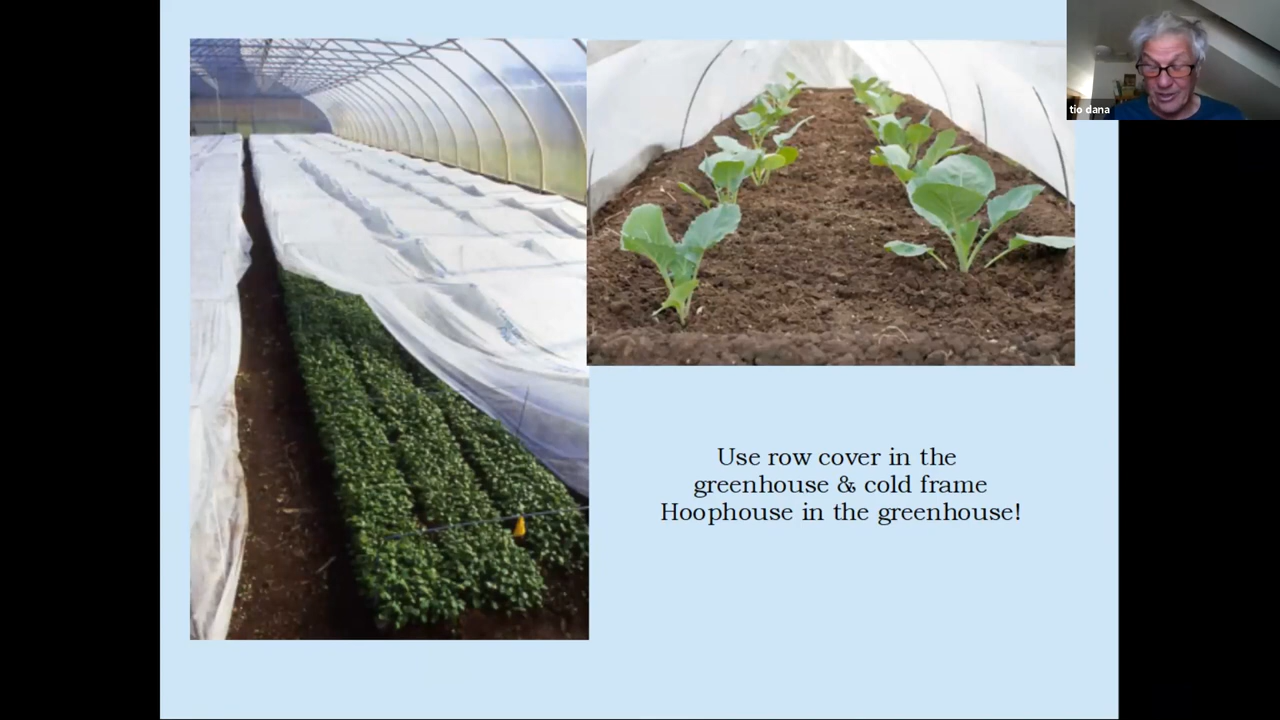 tio dana
Use row cover in the
greenhouse & cold frame
Hoophouse in the greenhouse!